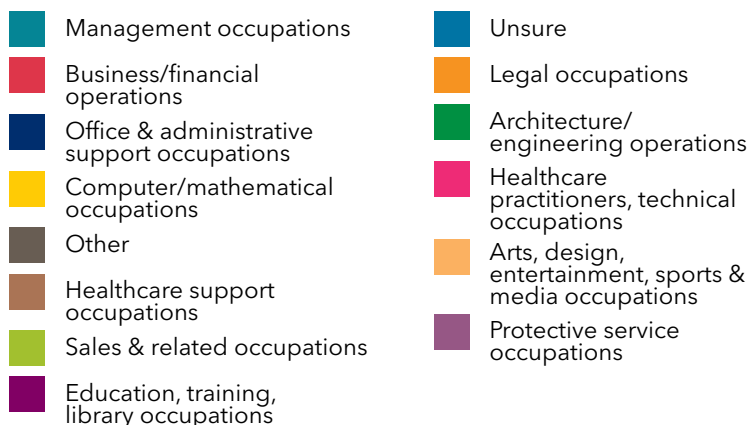 Management occupations
Business/financial
operations
Office & administrative
support occupations
Computer/mathematical
occupations
Other
Healthcare support
occupations
Sales & related occupations
Education, training,
library occupations
Unsure
Legal occupations
Architecture/
engineering operations
Healthcare
practitioners, technical
occupations
Arts, design,
entertainment, sports &
media occupations
Protective service
occupations